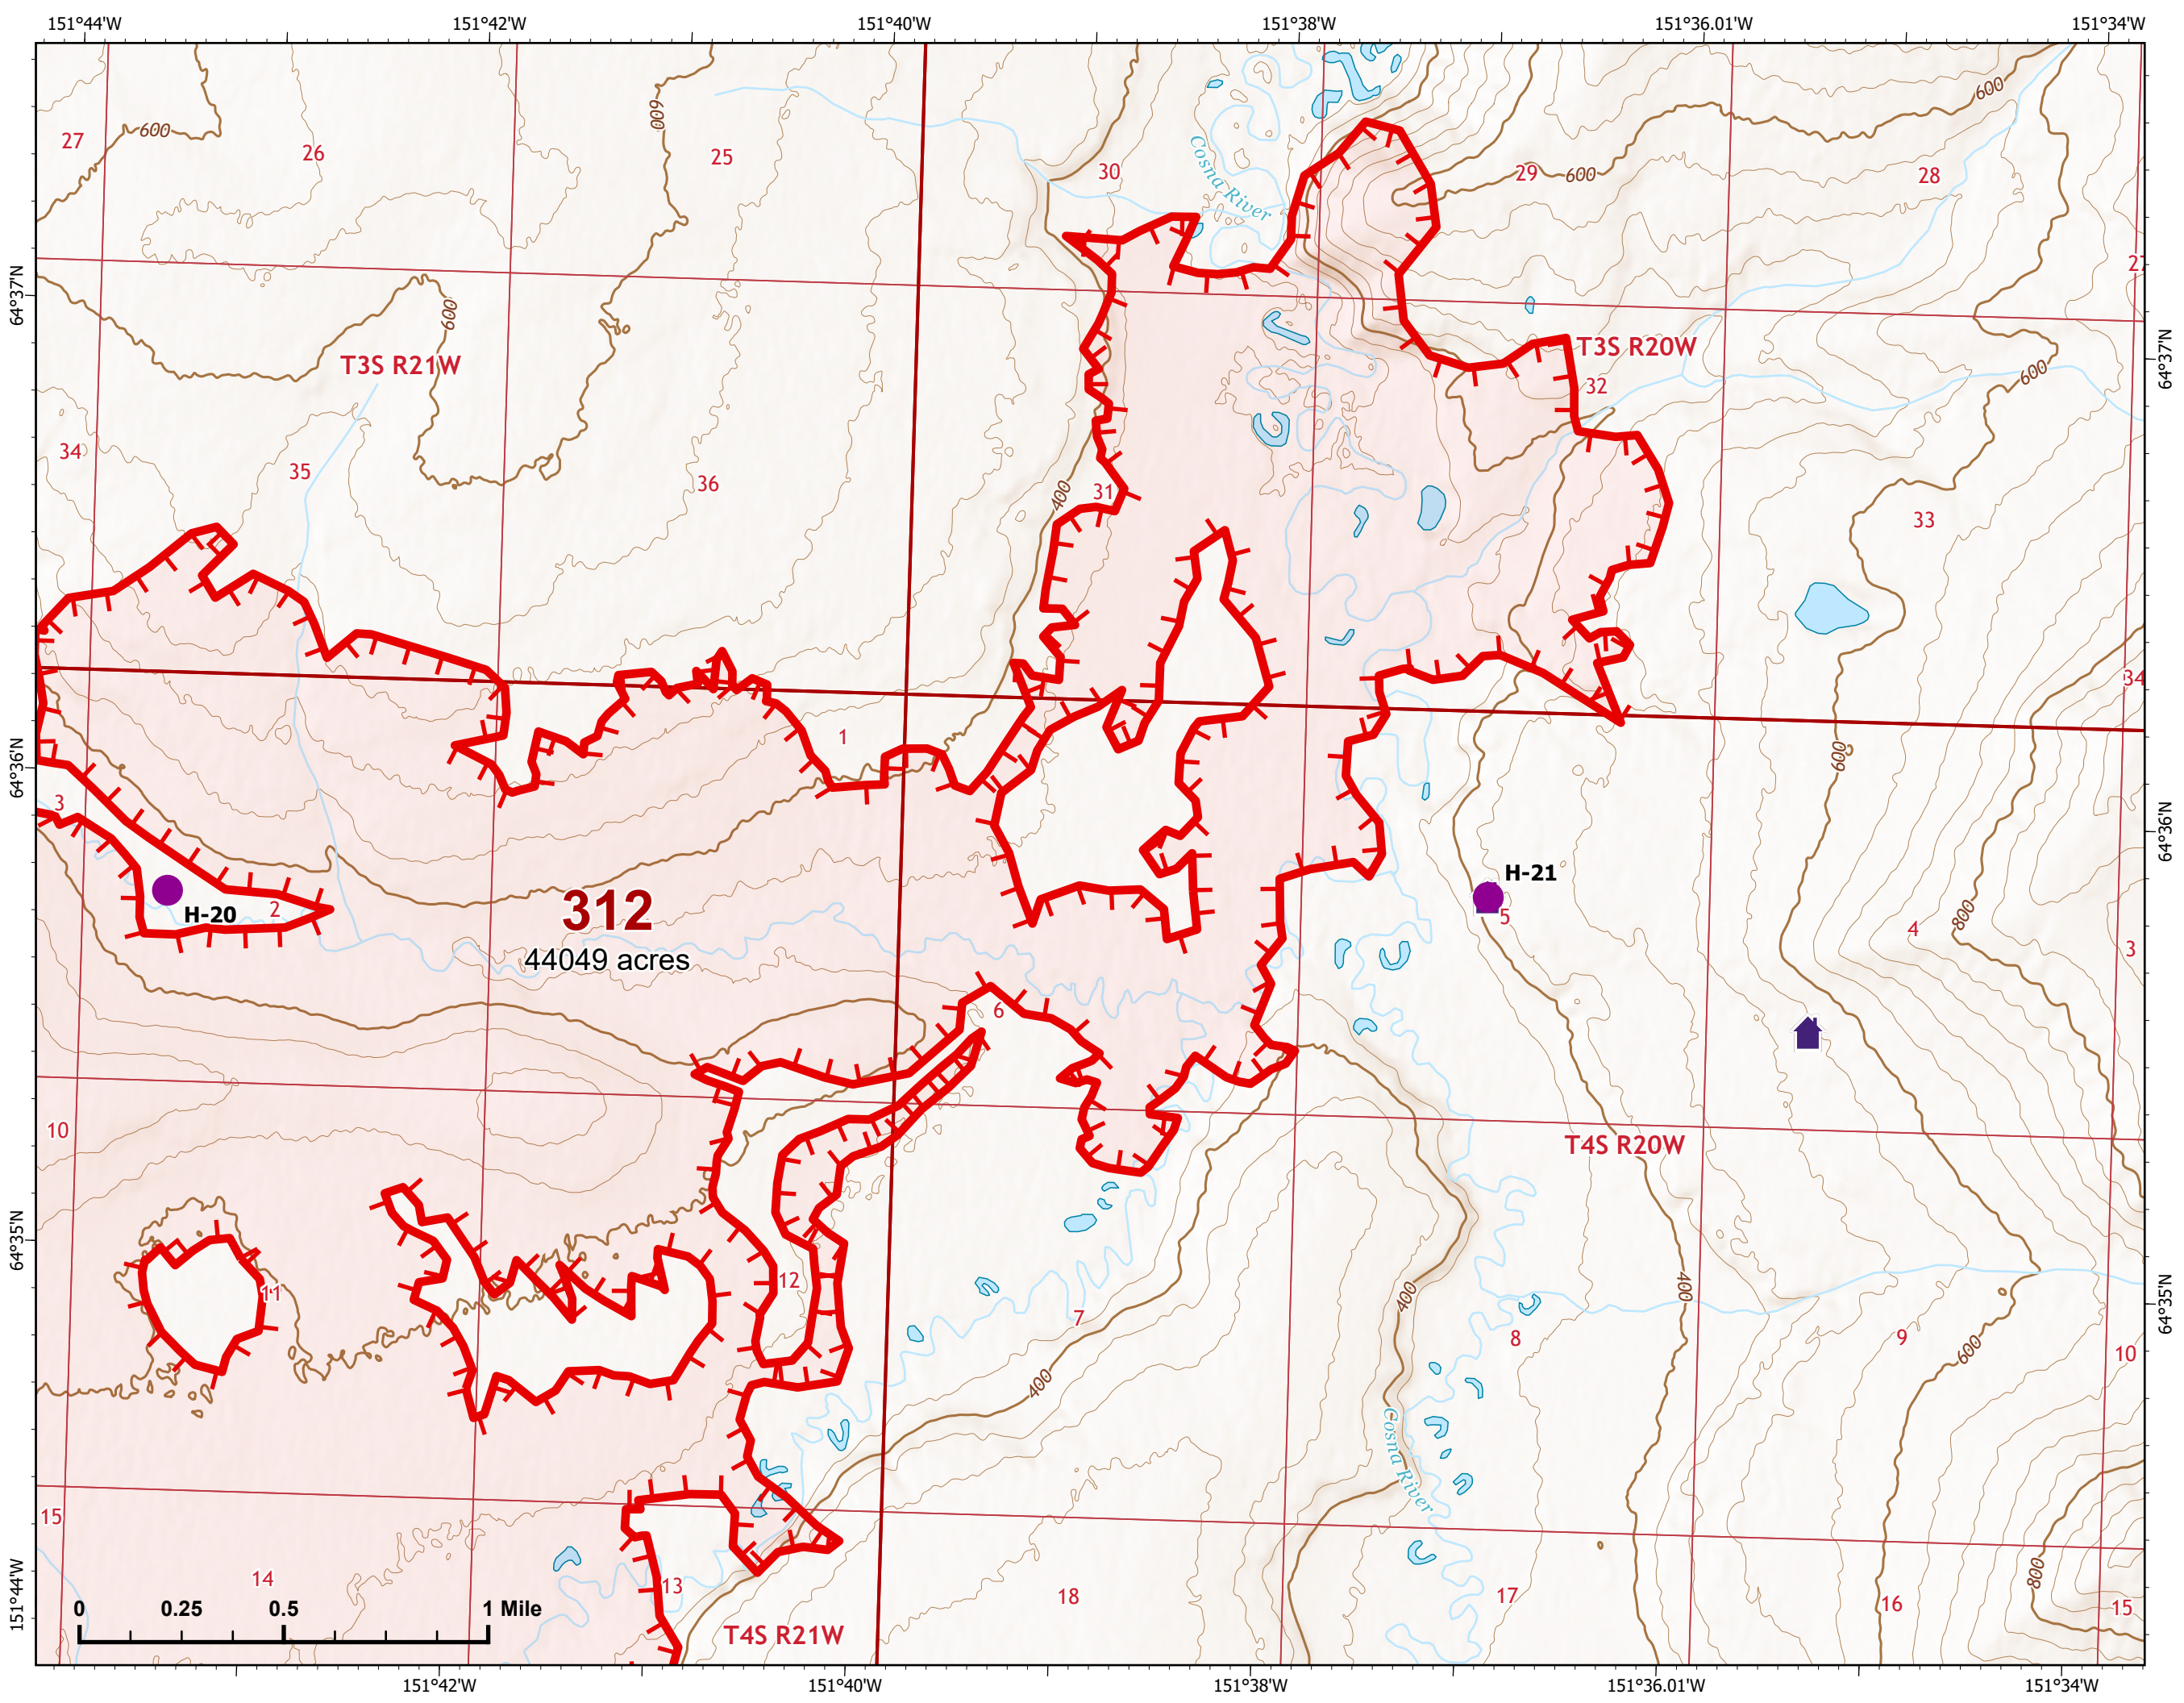 151°44'W 151°42'W 151°40'W 151°38'W 151°36.01'W 151°34'W
600
600
600
27
26
25
30
Cosna River
29
600
28
27
64°37'N
600
T3S R21W
T3S R20W
64°37'N
32
600
34
35
36
400
31
33
34
64°36'N
3
1
600
64°36'N
H-20
2
312
44049 acres
H-21
5
4
800
3
6
10
T4S R20W
64°35'N
11
12
7
400
400
8
9
600
10
64°35'N
400
Cosna River
15
14
13
18
17
16
800
15
151°44'W
0 0.25 0.5 1 Mile
T4S R21W
151°42'W 151°40'W 151°38'W 151°36.01'W 151°34'W